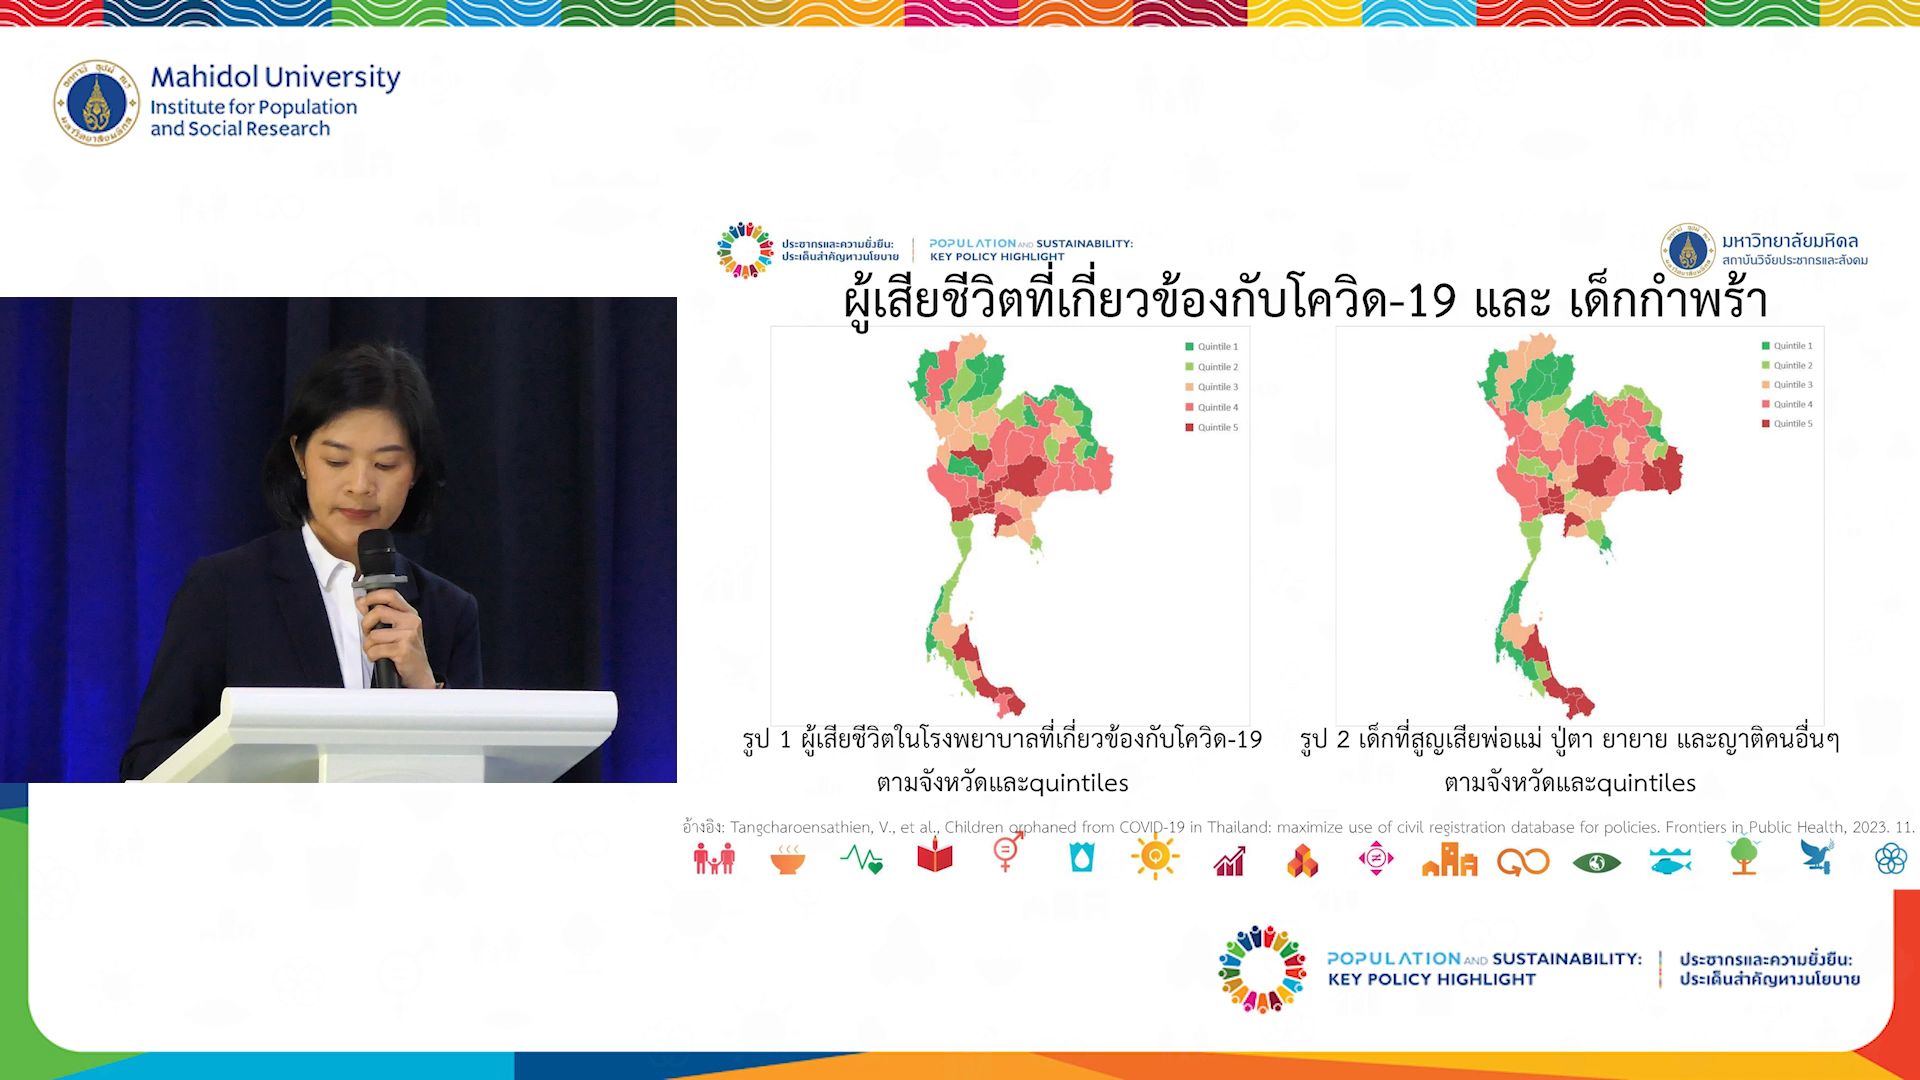 Mahidol University
Institute for Population
and Social Research
ประชากรและความยั่งยืน:
ประเด็นสำคัญทางนโยบาย
POPULATION AND SUSTAINABILITY:
KEY POLICY HIGHLIGHT
มหาวิทยาลัยมหิดล
สถาบันวิจัยประชากรและสังคม
ผู้เสียชีวิตที่เกี่ยวข้องกับโควิด-19 และ เด็กกำพร้า
Quintile 1
Quintile 2
Quintile 3
Quintile 4
Quintile 5
Quintile 1
Quintile 2
Quintile 3
Quintile 4
Quintile 5
รูป 1 ผู้เสียชีวิตในโรงพยาบาลที่เกี่ยวข้องกับโควิด-19
ตามจังหวัดและquintiles
รูป 2 เด็กที่สูญเสียพ่อแม่ ปู่ตา ยายาย และญาติคนอื่นๆ
ตามจังหวัดและquintiles
อ้างอิง: Tangcharoensathien, V., et al., Children orphaned from COVID-19 in Thailand: maximize use of civil registration database for policies. Frontiers in Public Health, 2023. 11.
POPULATION AND SUSTAINABILITY:
KEY POLICY HIGHLIGHT
ประชากรและความยั่งยืน:
ประเด็นสำคัญทางนโยบาย